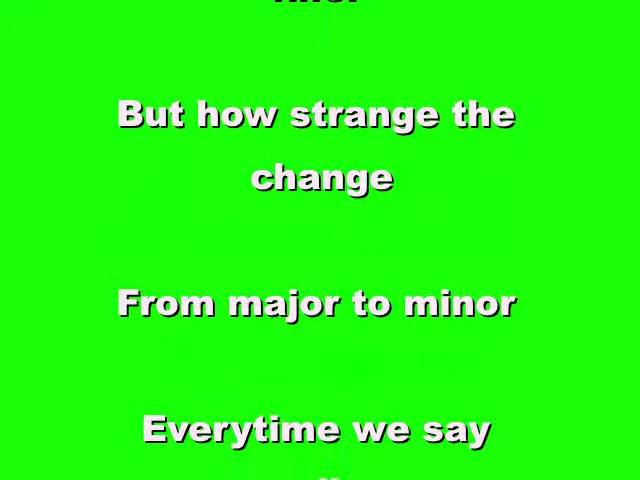 But how strange the
change
From major to minor
Everytime we say